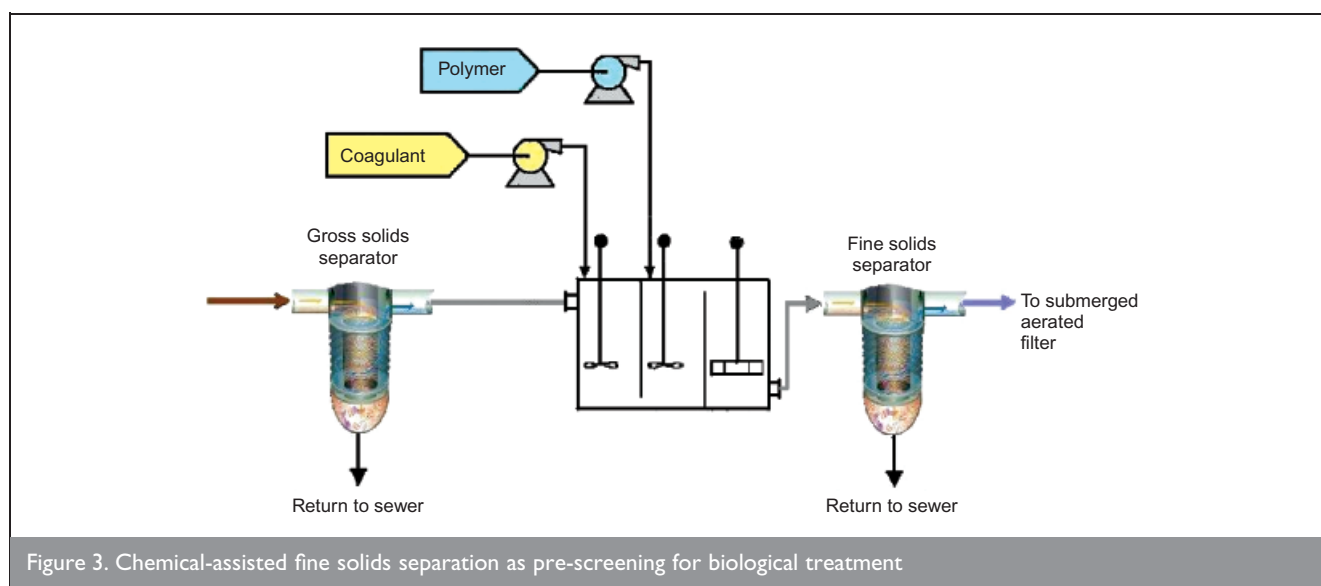 Polymer
Coagulant
Gross solids
separator
Fine solids
separator
To submerged
aerated
filter
Return to sewer
Return to sewer
Figure 3. Chemical-assisted fine solids separation as pre-screening for biological treatment